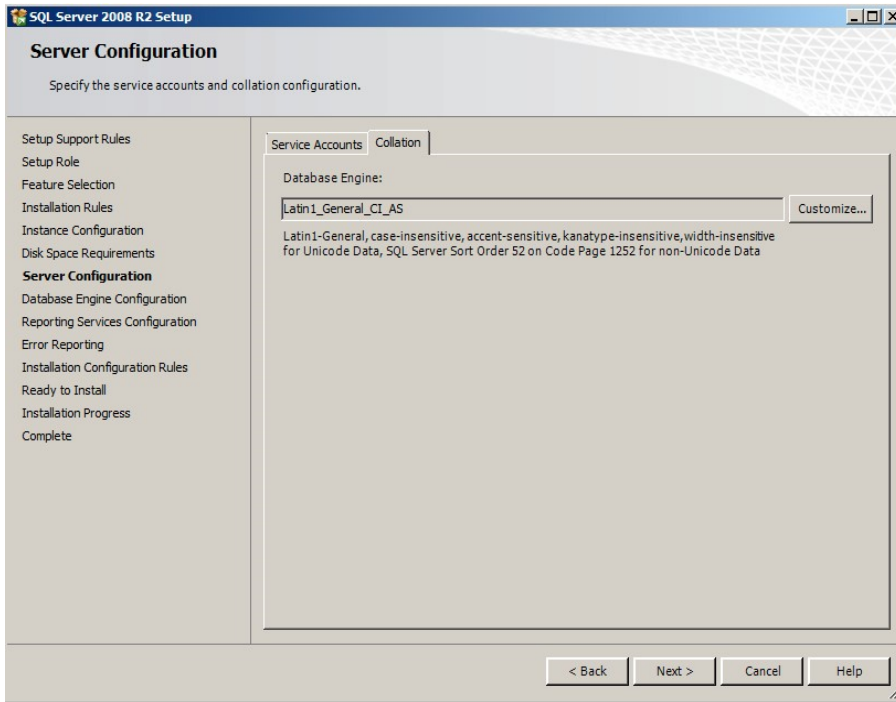 SQL Server 2008 R2 Setup
Server Configuration
Specify the service accounts and collation configuration.
Setup Support Rules
Setup Role
Feature Selection
Installation Rules
Instance Configuration
Disk Space Requirements
Server Configuration
Database Engine Configuration
Reporting Services Configuration
Error Reporting
Installation Configuration Rules
Ready to Install
Installation Progress
Complete
Service Accounts
Collation
Database Engine:
Latin1_General_CI_AS
Customize...
Latin1-General, case-insensitive, accent-sensitive, kanatype-insensitive, width-insensitive
for Unicode Data, SQL Server Sort Order 52 on Code Page 1252 for non-Unicode Data
< Back
Next >
Cancel
Help